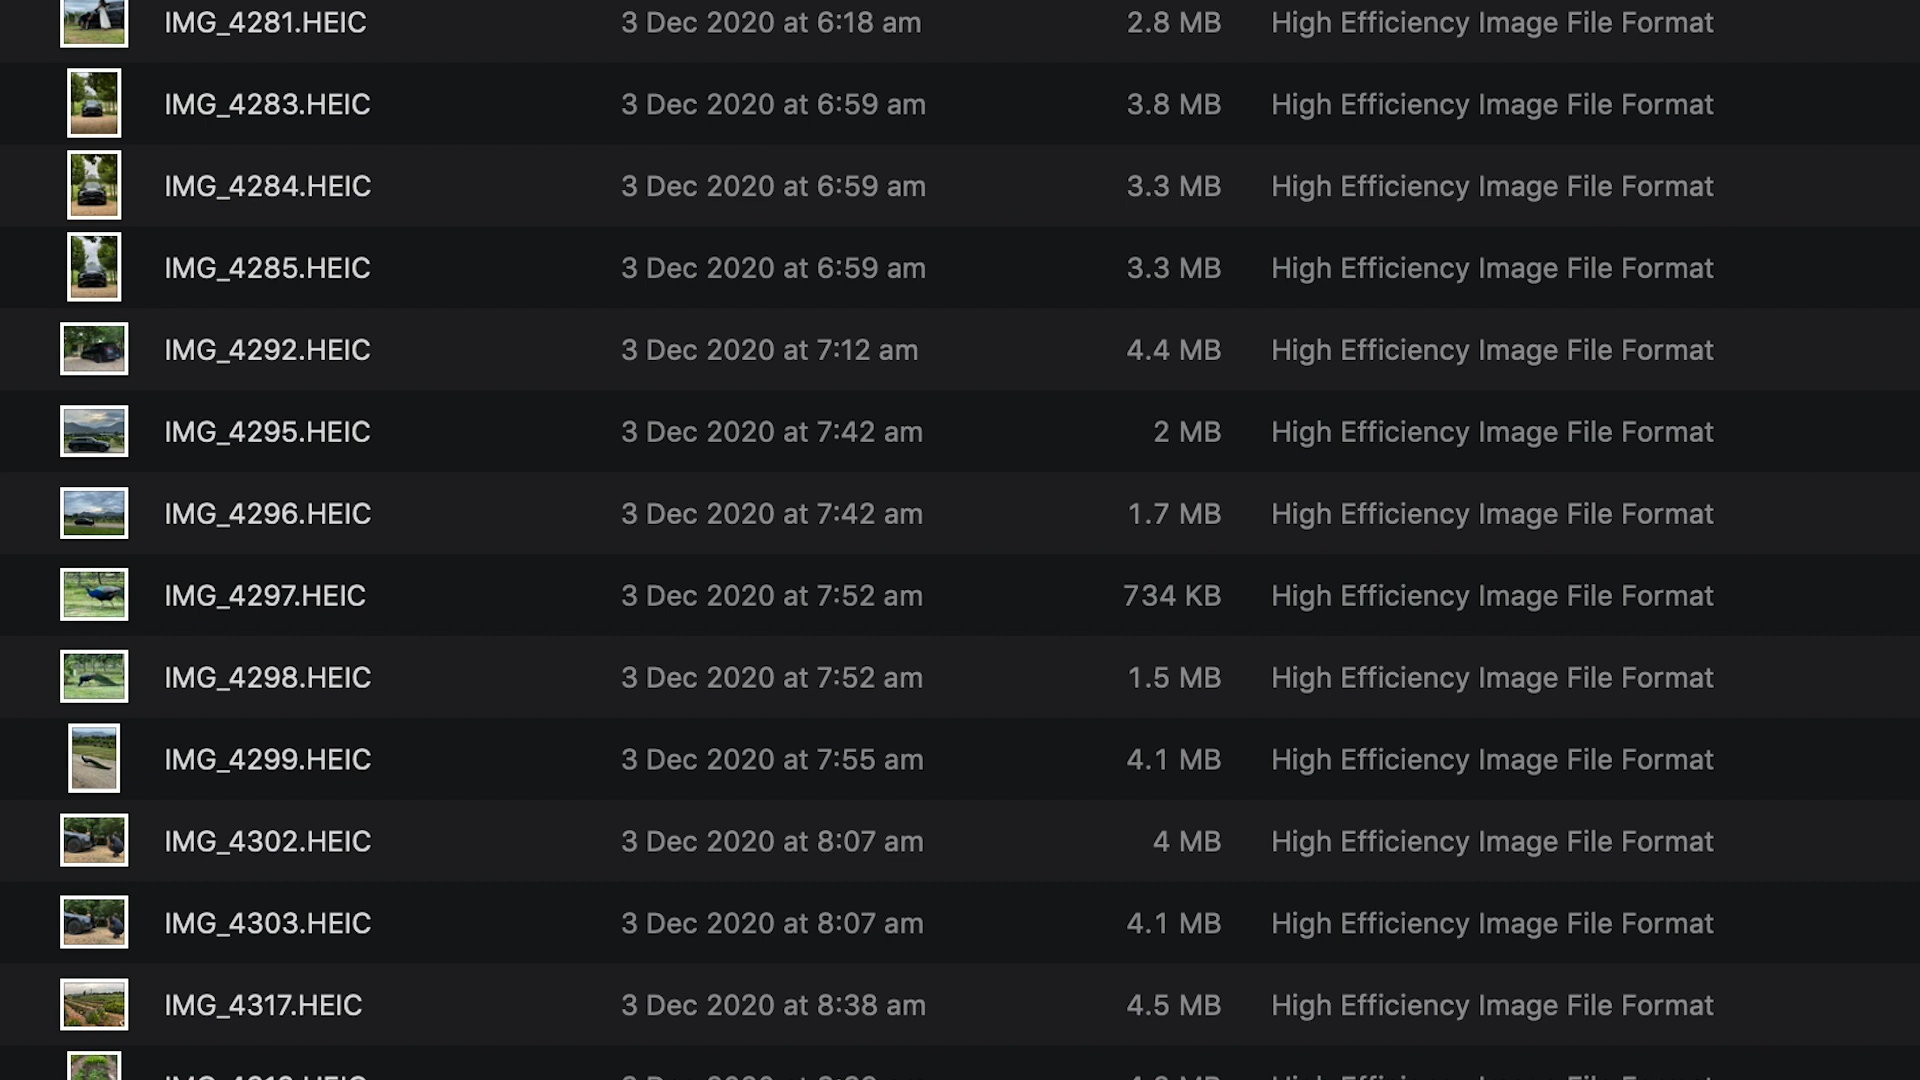 IMG_4281.HEIC 3 Dec 2020 at 6:18 am 2.8 MB High Efficiency Image File Format
IMG_4283.HEIC 3 Dec 2020 at 6:59 am 3.8 MB High Efficiency Image File Format
IMG_4284.HEIC 3 Dec 2020 at 6:59 am 3.3 MB High Efficiency Image File Format
IMG_4285.HEIC 3 Dec 2020 at 6:59 am 3.3 MB High Efficiency Image File Format
IMG_4292.HEIC 3 Dec 2020 at 7:12 am 4.4 MB High Efficiency Image File Format
IMG_4295.HEIC 3 Dec 2020 at 7:42 am 2 MB High Efficiency Image File Format
IMG_4296.HEIC 3 Dec 2020 at 7:42 am 1.7 MB High Efficiency Image File Format
IMG_4297.HEIC 3 Dec 2020 at 7:52 am 734 KB High Efficiency Image File Format
IMG_4298.HEIC 3 Dec 2020 at 7:52 am 1.5 MB High Efficiency Image File Format
IMG_4299.HEIC 3 Dec 2020 at 7:55 am 4.1 MB High Efficiency Image File Format
IMG_4302.HEIC 3 Dec 2020 at 8:07 am 4 MB High Efficiency Image File Format
IMG_4303.HEIC 3 Dec 2020 at 8:07 am 4.1 MB High Efficiency Image File Format
IMG_4317.HEIC 3 Dec 2020 at 8:38 am 4.5 MB High Efficiency Image File Format